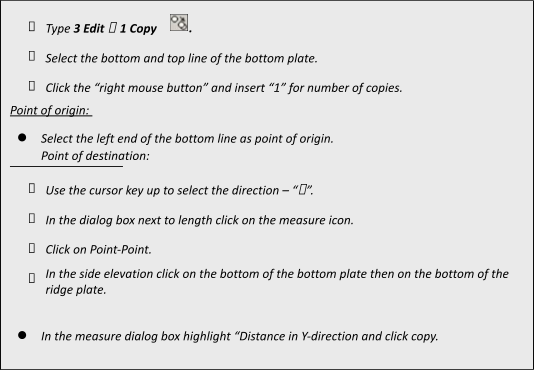 ▯ Type 3 Edit ▯ 1 Copy .
▯ Select the bottom and top line of the bottom plate.
▯ Click the “right mouse button” and insert “1” for number of copies.
Point of origin:
● Select the left end of the bottom line as point of origin.
Point of destination:
▯ Use the cursor key up to select the direction – “▯”.
▯ In the dialog box next to length click on the measure icon.
▯ Click on Point-Point.
▯ In the side elevation click on the bottom of the bottom plate then on the bottom of the
ridge plate.
● In the measure dialog box highlight “Distance in Y-direction and click copy.